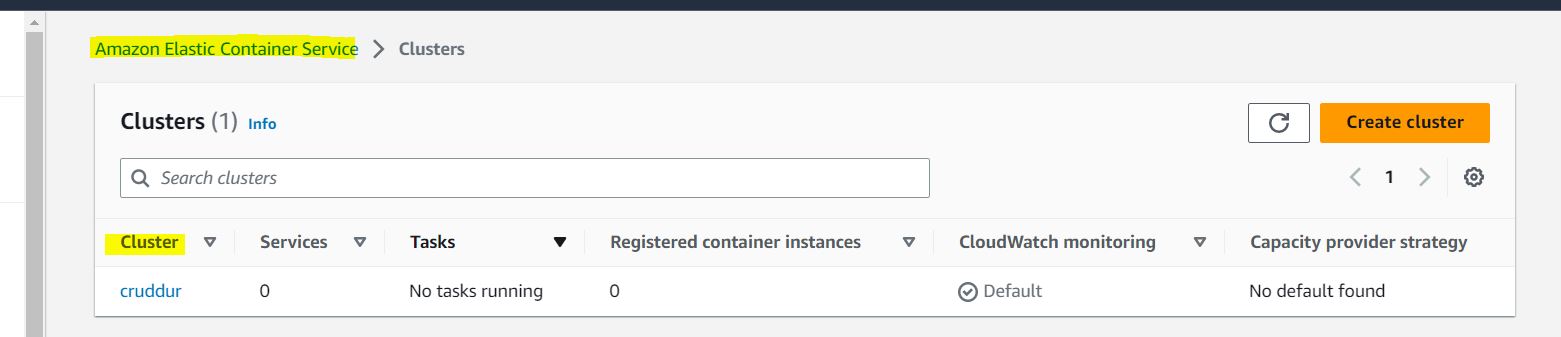 Amazon Elastic Container Service > Clusters
Clusters (1) Info
Create cluster
Search clusters
1
Cluster Services Tasks Registered container instances CloudWatch monitoring Capacity provider strategy
cruddur 0 No tasks running 0 Default No default found